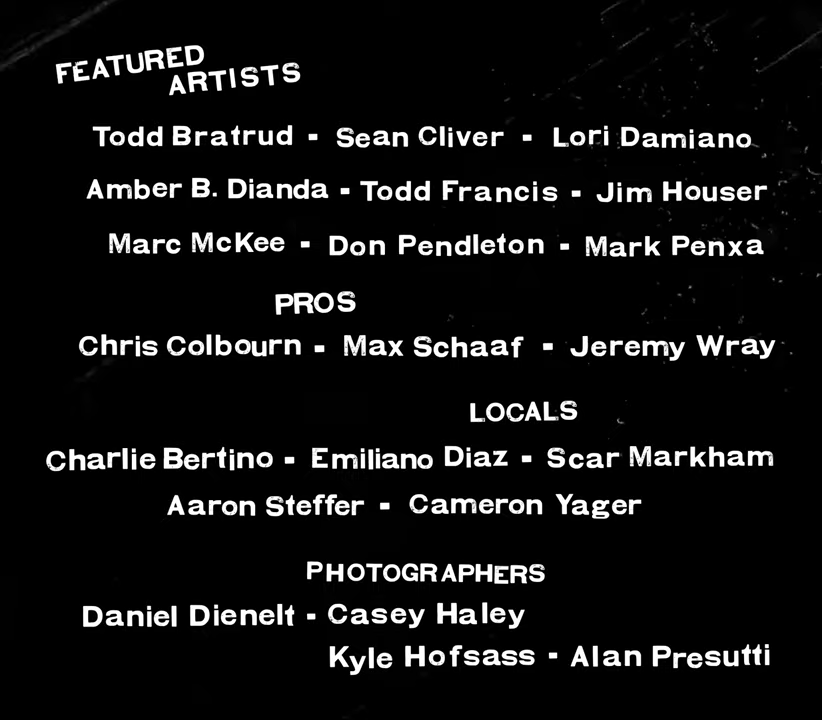 FEATURED
ARTISTS
Todd Bratrud - Sean Cliver - Lori Damiano
Amber B. Dianda - Todd Francis - Jim Houser
Marc McKee - Don Pendleton - Mark Penxa
PROS
Chris Colbourn - Max Schaaf - Jeremy Wray
LOCALS
Charlie Bertino - Emiliano Diaz - Scar Markham
Aaron Steffer - Cameron Yager
PHOTOGRAPHERS
Daniel Dienelt - Casey Haley
Kyle Hofsass - Alan Presutti